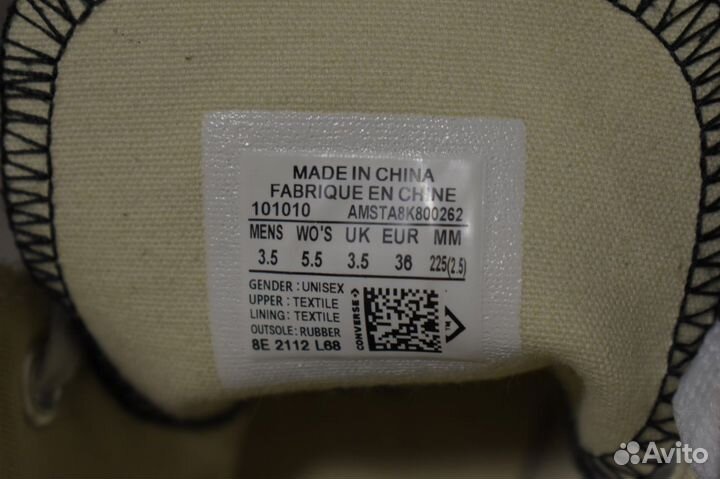 MADE IN CHINA
FABRIQUE EN CHINE
101010 AMSTA8K800262
MENS WO'S UK EUR MM
3.5 5.5 3.5 36 225(2.5)
GENDER: UNISEX
UPPER: TEXTILE
LINING: TEXTILE
OUTSOLE: RUBBER
8E 2112 L68
CONVERSE
TM
Avito